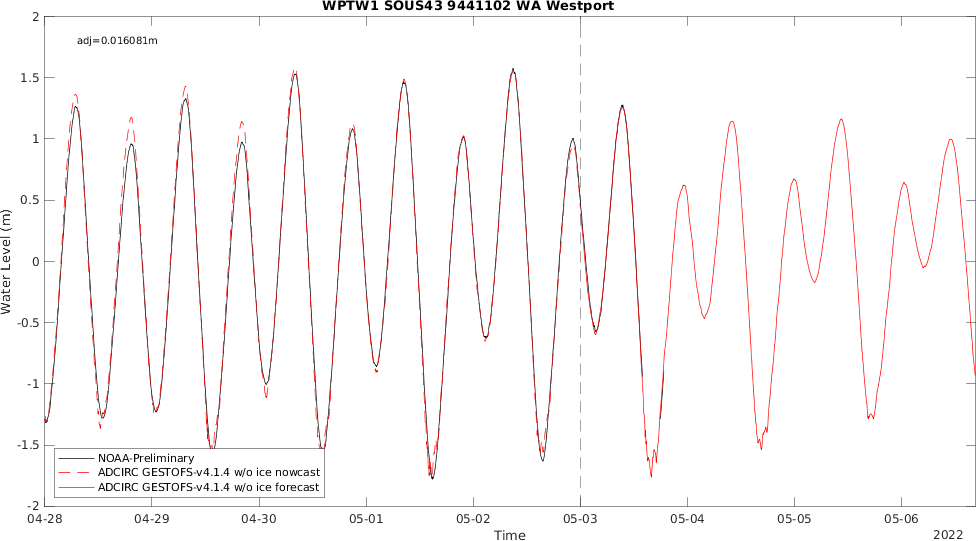 WPTW1 SOUS43 9441102 WA Westport
adj=0.016081m
Water Level (m)
2
1.5
1
0.5
0
-0.5
-1
-1.5
-2
NOAA-Preliminary
ADCIRC GESTOFS-v4.1.4 w/o ice nowcast
ADCIRC GESTOFS-v4.1.4 w/o ice forecast
04-28 04-29 04-30 05-01 05-02 05-03 05-04 05-05 05-06
Time
2022